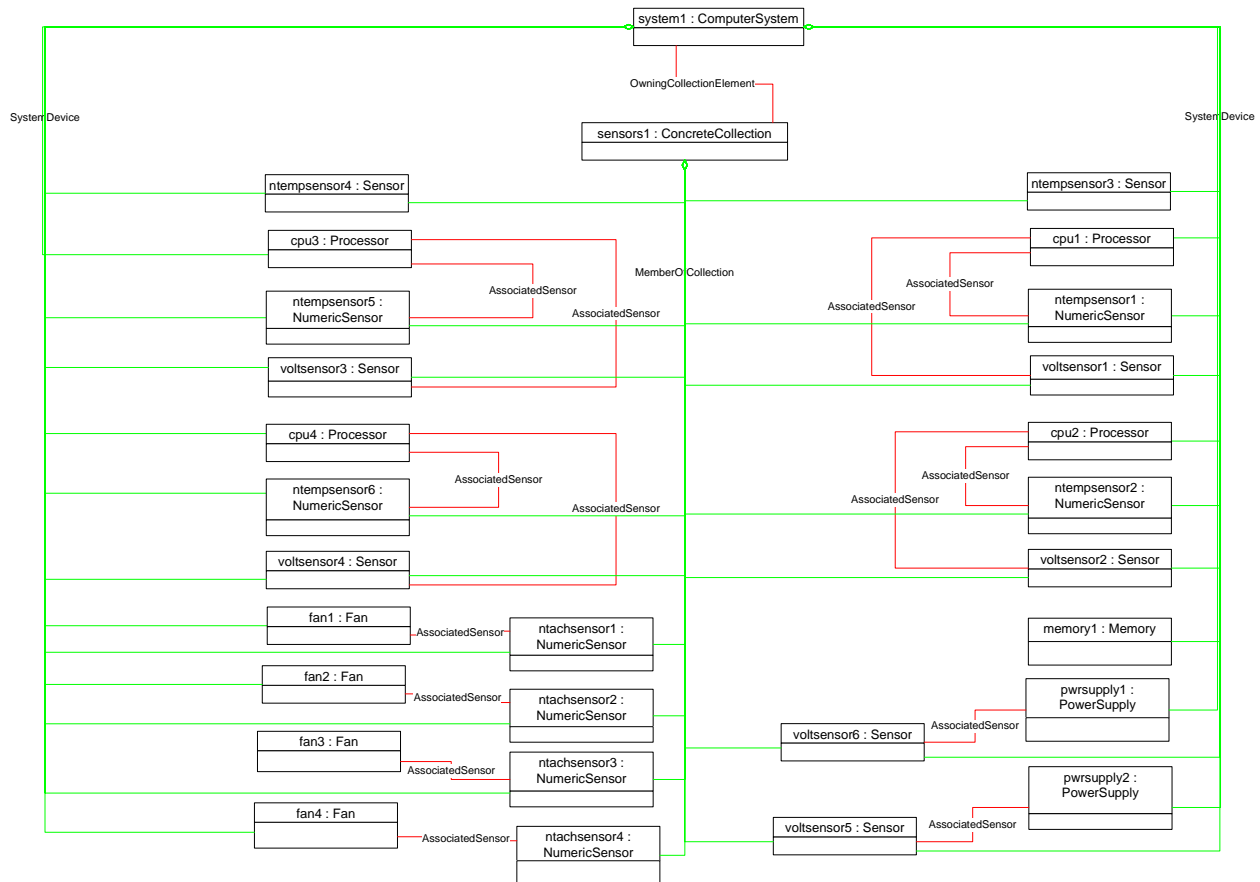 system1 : ComputerSystem
OwningCollectionElement
SystemDevice
SystemDevice
sensors1 : ConcreteCollection
ntempsensor4 : Sensor
ntempsensor3 : Sensor
cpu3 : Processor
cpu1 : Processor
MemberOfCollection
AssociatedSensor
AssociatedSensor
ntempsensor5 :
NumericSensor
AssociatedSensor
AssociatedSensor
ntempsensor1 :
NumericSensor
voltsensor3 : Sensor
voltsensor1 : Sensor
cpu4 : Processor
cpu2 : Processor
AssociatedSensor
AssociatedSensor
ntempsensor6 :
NumericSensor
AssociatedSensor
AssociatedSensor
ntempsensor2 :
NumericSensor
voltsensor4 : Sensor
voltsensor2 : Sensor
fan1 : Fan
AssociatedSensor
ntachsensor1 :
NumericSensor
memory1 : Memory
fan2 : Fan
AssociatedSensor
ntachsensor2 :
NumericSensor
pwrsupply1 :
PowerSupply
AssociatedSensor
voltsensor6 : Sensor
fan3 : Fan
AssociatedSensor
ntachsensor3 :
NumericSensor
pwrsupply2 :
PowerSupply
fan4 : Fan
AssociatedSensor
ntachsensor4 :
NumericSensor
voltsensor5 : Sensor
AssociatedSensor